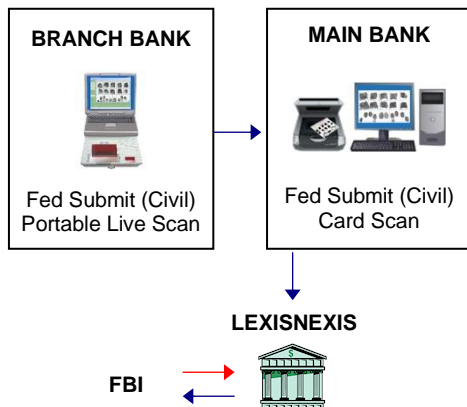 BRANCH BANK
Fed Submit (Civil)
Portable Live Scan
MAIN BANK
Fed Submit (Civil)
Card Scan
LEXISNEXIS
$
FBI